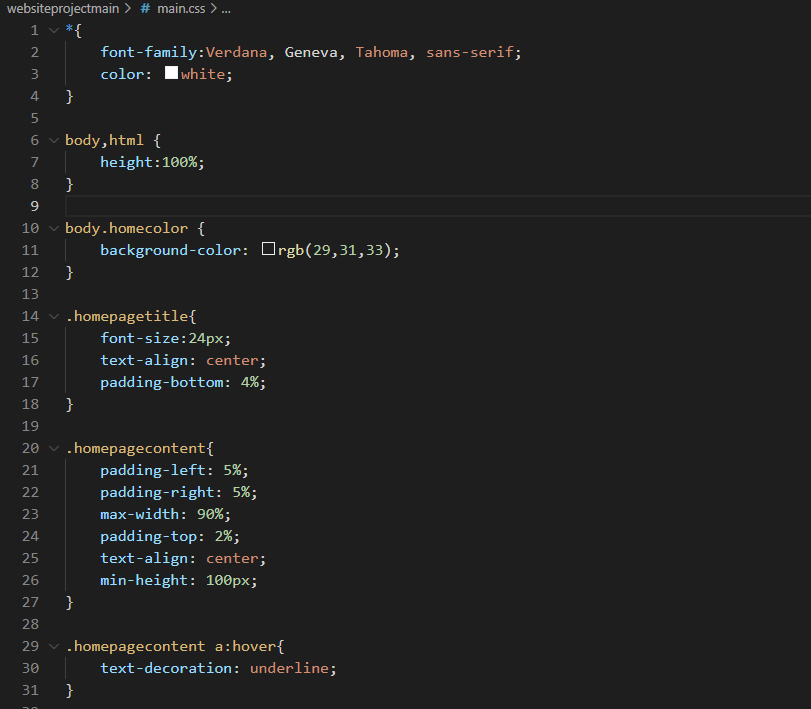 websiteprojectmain > # main.css > ...
1 *{
2     font-family:Verdana, Geneva, Tahoma, sans-serif;
3     color: white;
4 }
5
6 body,html {
7     height:100%;
8 }
9
10 body.homecolor {
11     background-color: rgb(29,31,33);
12 }
13
14 .homepagetitle{
15     font-size:24px;
16     text-align: center;
17     padding-bottom: 4%;
18 }
19
20 .homepagecontent{
21     padding-left: 5%;
22     padding-right: 5%;
23     max-width: 90%;
24     padding-top: 2%;
25     text-align: center;
26     min-height: 100px;
27 }
28
29 .homepagecontent a:hover{
30     text-decoration: underline;
31 }